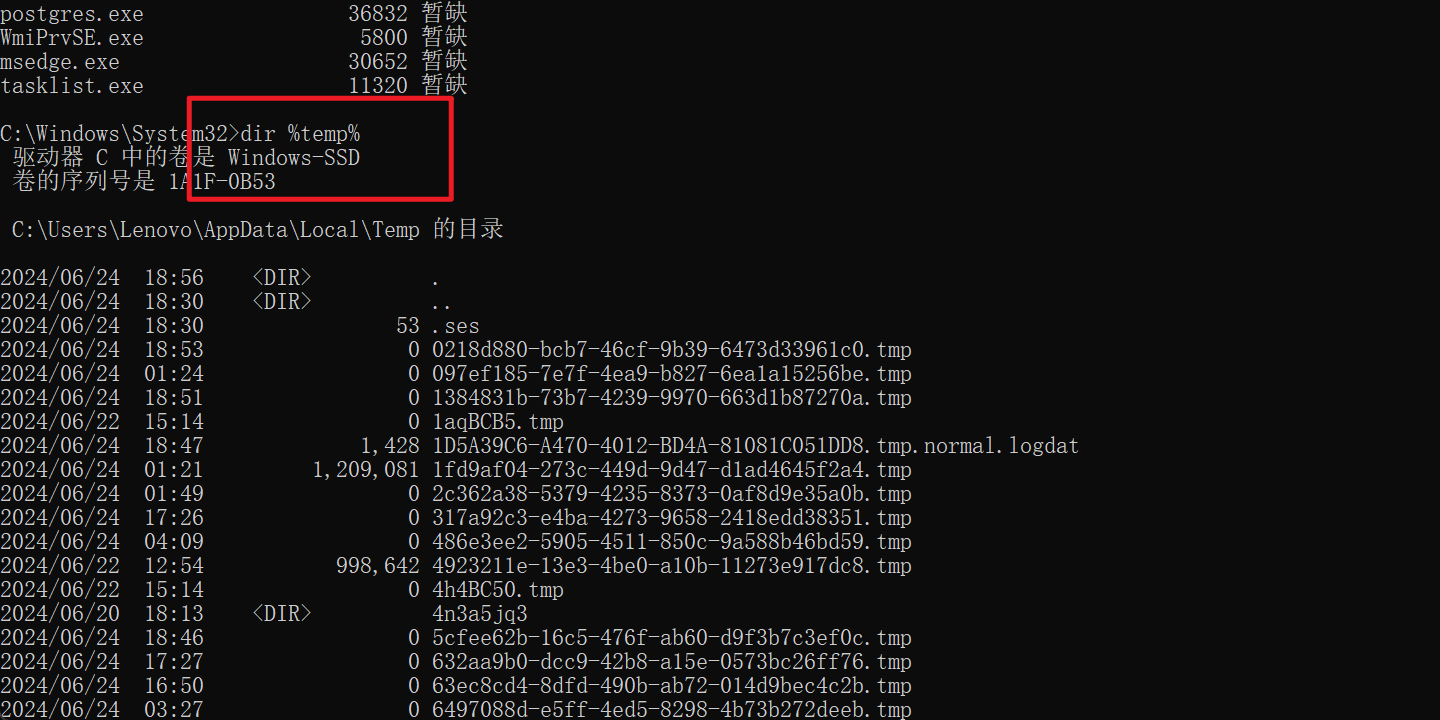 postgres.exe 36832 暂缺
WmiPrvSE.exe 5800 暂缺
msedge.exe 30652 暂缺
tasklist.exe 11320 暂缺
C:\Windows\System32>dir %temp%
驱动器 C 中的卷是 Windows-SSD
卷的序列号是 1A1F-0B53
C:\Users\Lenovo\AppData\Local\Temp 的目录
2024/06/24 18:56 <DIR> .
2024/06/24 18:30 <DIR> ..
2024/06/24 18:30 53 .ses
2024/06/24 18:53 0 0218d880-bcb7-46cf-9b39-6473d33961c0.tmp
2024/06/24 01:24 0 097ef185-7e7f-4ea9-b827-6ea1a15256be.tmp
2024/06/24 18:51 0 1384831b-73b7-4239-9970-663d1b87270a.tmp
2024/06/22 15:14 0 1aqBCB5.tmp
2024/06/24 18:47 1,428 1D5A39C6-A470-4012-BD4A-81081C051DD8.tmp.normal.logdat
2024/06/24 01:21 1,209,081 1fd9af04-273c-449d-9d47-d1ad4645f2a4.tmp
2024/06/24 01:49 0 2c362a38-5379-4235-8373-0af8d9e35a0b.tmp
2024/06/24 17:26 0 317a92c3-e4ba-4273-9658-2418edd38351.tmp
2024/06/24 04:09 0 486e3ee2-5905-4511-850c-9a588b46bd59.tmp
2024/06/22 12:54 998,642 4923211e-13e3-4be0-a10b-11273e917dc8.tmp
2024/06/22 15:14 0 4h4BC50.tmp
2024/06/20 18:13 <DIR> 4n3a5jq3
2024/06/24 18:46 0 5cfee62b-16c5-476f-ab60-d9f3b7c3ef0c.tmp
2024/06/24 17:27 0 632aa9b0-dcc9-42b8-a15e-0573bc26ff76.tmp
2024/06/24 16:50 0 63ec8cd4-8dfd-490b-ab72-014d9bec4c2b.tmp
2024/06/24 03:27 0 6497088d-e5ff-4ed5-8298-4b73b272deeb.tmp